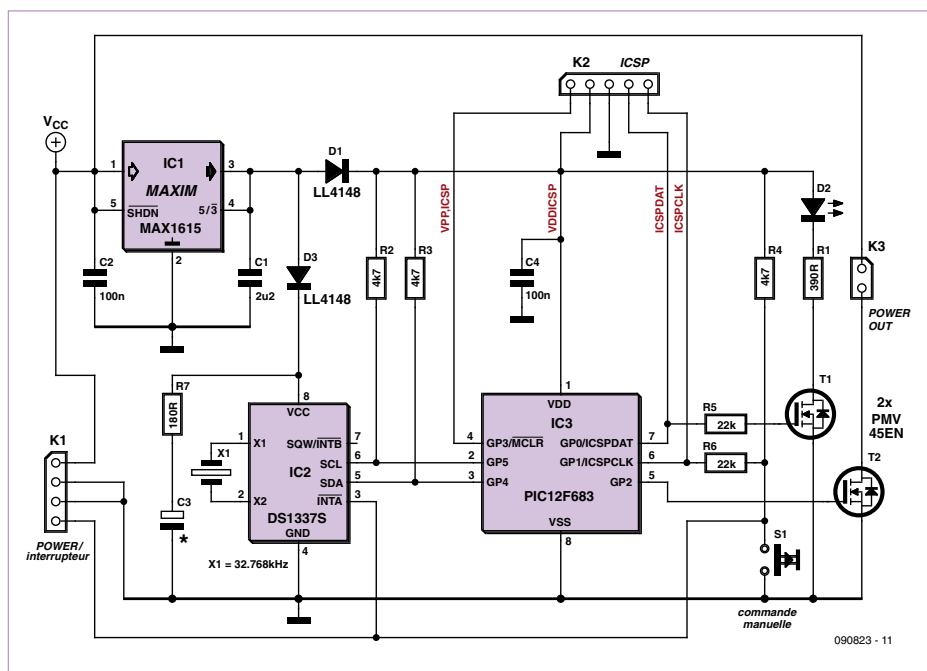 K2 ICSP
VCC
1
IC1
3
MAXIM
5
SHDN
5/3
4
MAX1615
2
C2
100n
C1
2u2
D1
LL4148
D3
LL4148
R2
4k7
R3
4k7
VPP,ICSP
VDDICSP
ICSPDAT
ICSPCLK
C4
100n
R4
4k7
D2
R1
390R
K3
POWER
OUT
R7
180R
C3
*
K1
POWER/
interrupteur
X1
8
VCC
1
X1
SQW/INTB
7
IC2
SCL
6
SDA
5
2
X2
INTA
3
DS1337S
GND
4
X1 = 32.768kHz
1
VDD
IC3
4
GP3/MCLR
GP0/ICSPDAT
7
2
GP5
GP1/ICSPCLK
6
3
GP4
GP2
5
PIC12F683
VSS
8
R5
22k
R6
22k
T1
2x
PMV
45EN
T2
S1
commande
manuelle
090823 - 11